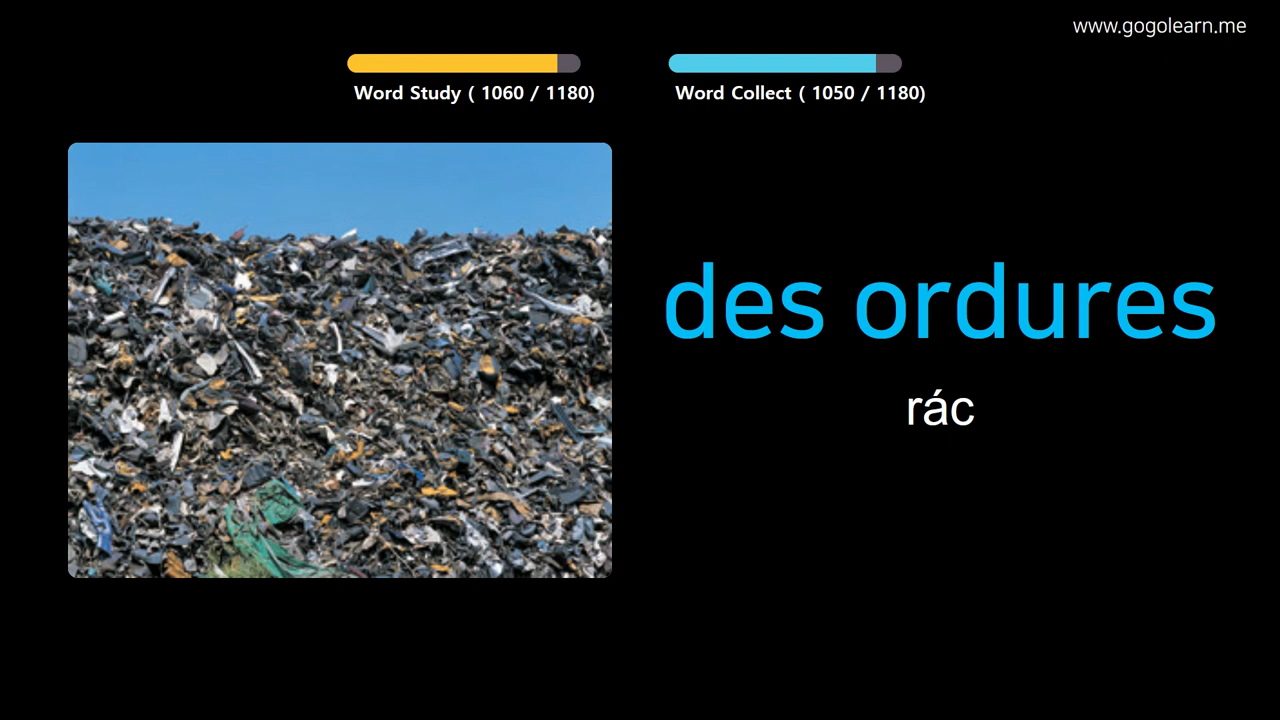 www.gogolearn.me
Word Study ( 1060 / 1180)
Word Collect ( 1050 / 1180)
des ordures
rác